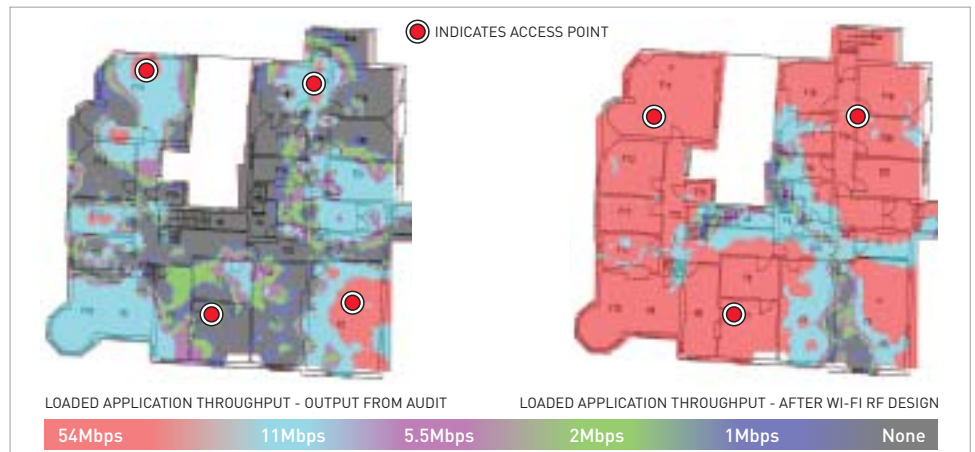 INDICATES ACCESS POINT
LOADED APPLICATION THROUGHPUT - OUTPUT FROM AUDIT
LOADED APPLICATION THROUGHPUT - AFTER WI-FI RF DESIGN
54Mbps 11Mbps 5.5Mbps 2Mbps 1Mbps None